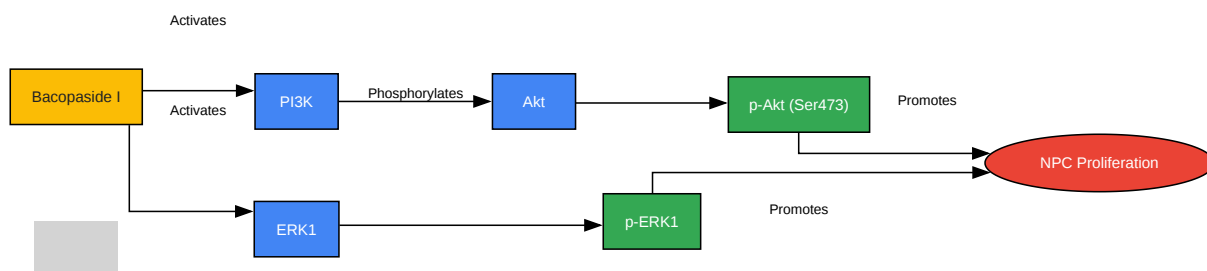 Activates
Bacopaside I
Activates
PI3K
Phosphorylates
Akt
p-Akt (Ser473)
Promotes
NPC Proliferation
ERK1
p-ERK1
Promotes